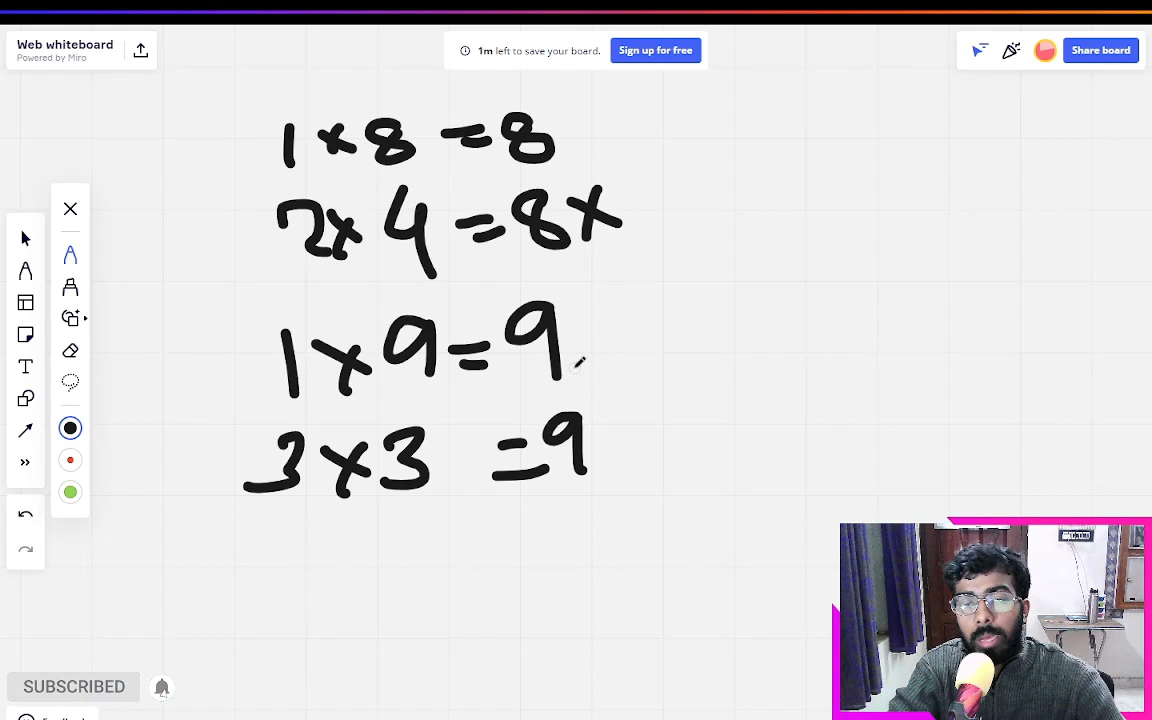 Web whiteboard
Powered by Miro
1m left to save your board.
Sign up for free
Share board
1 × 8 = 8
2 × 4 = 8 ×
1 × 9 = 9
3 × 3 = 9
T
SUBSCRIBED